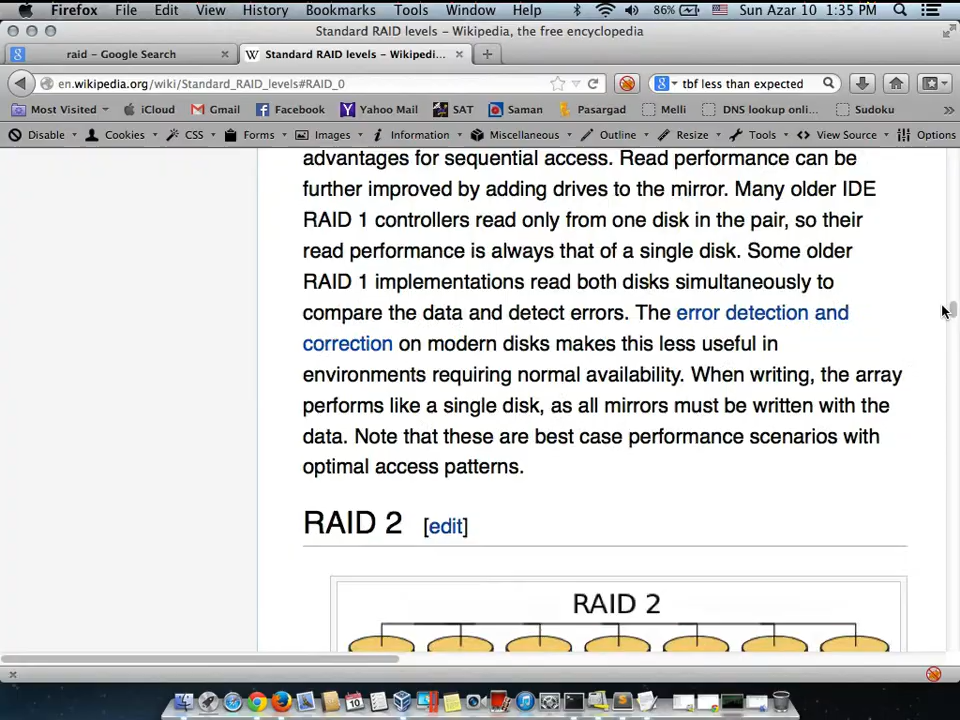 Firefox File Edit View History Bookmarks Tools Window Help 86% Sun Azar 10 1:35 PM
Standard RAID levels – Wikipedia, the free encyclopedia
raid – Google Search Standard RAID levels – Wikipedi...
en.wikipedia.org/wiki/Standard_RAID_levels#RAID_0 tbf less than expected
Most Visited iCloud Gmail Facebook Yahoo Mail SAT Saman Pasargad Melli DNS lookup onli... Sudoku
Disable Cookies CSS Forms Images Information Miscellaneous Outline Resize Tools View Source Options
advantages for sequential access. Read performance can be
further improved by adding drives to the mirror. Many older IDE
RAID 1 controllers read only from one disk in the pair, so their
read performance is always that of a single disk. Some older
RAID 1 implementations read both disks simultaneously to
compare the data and detect errors. The error detection and
correction on modern disks makes this less useful in
environments requiring normal availability. When writing, the array
performs like a single disk, as all mirrors must be written with the
data. Note that these are best case performance scenarios with
optimal access patterns.
RAID 2 [edit]
RAID 2